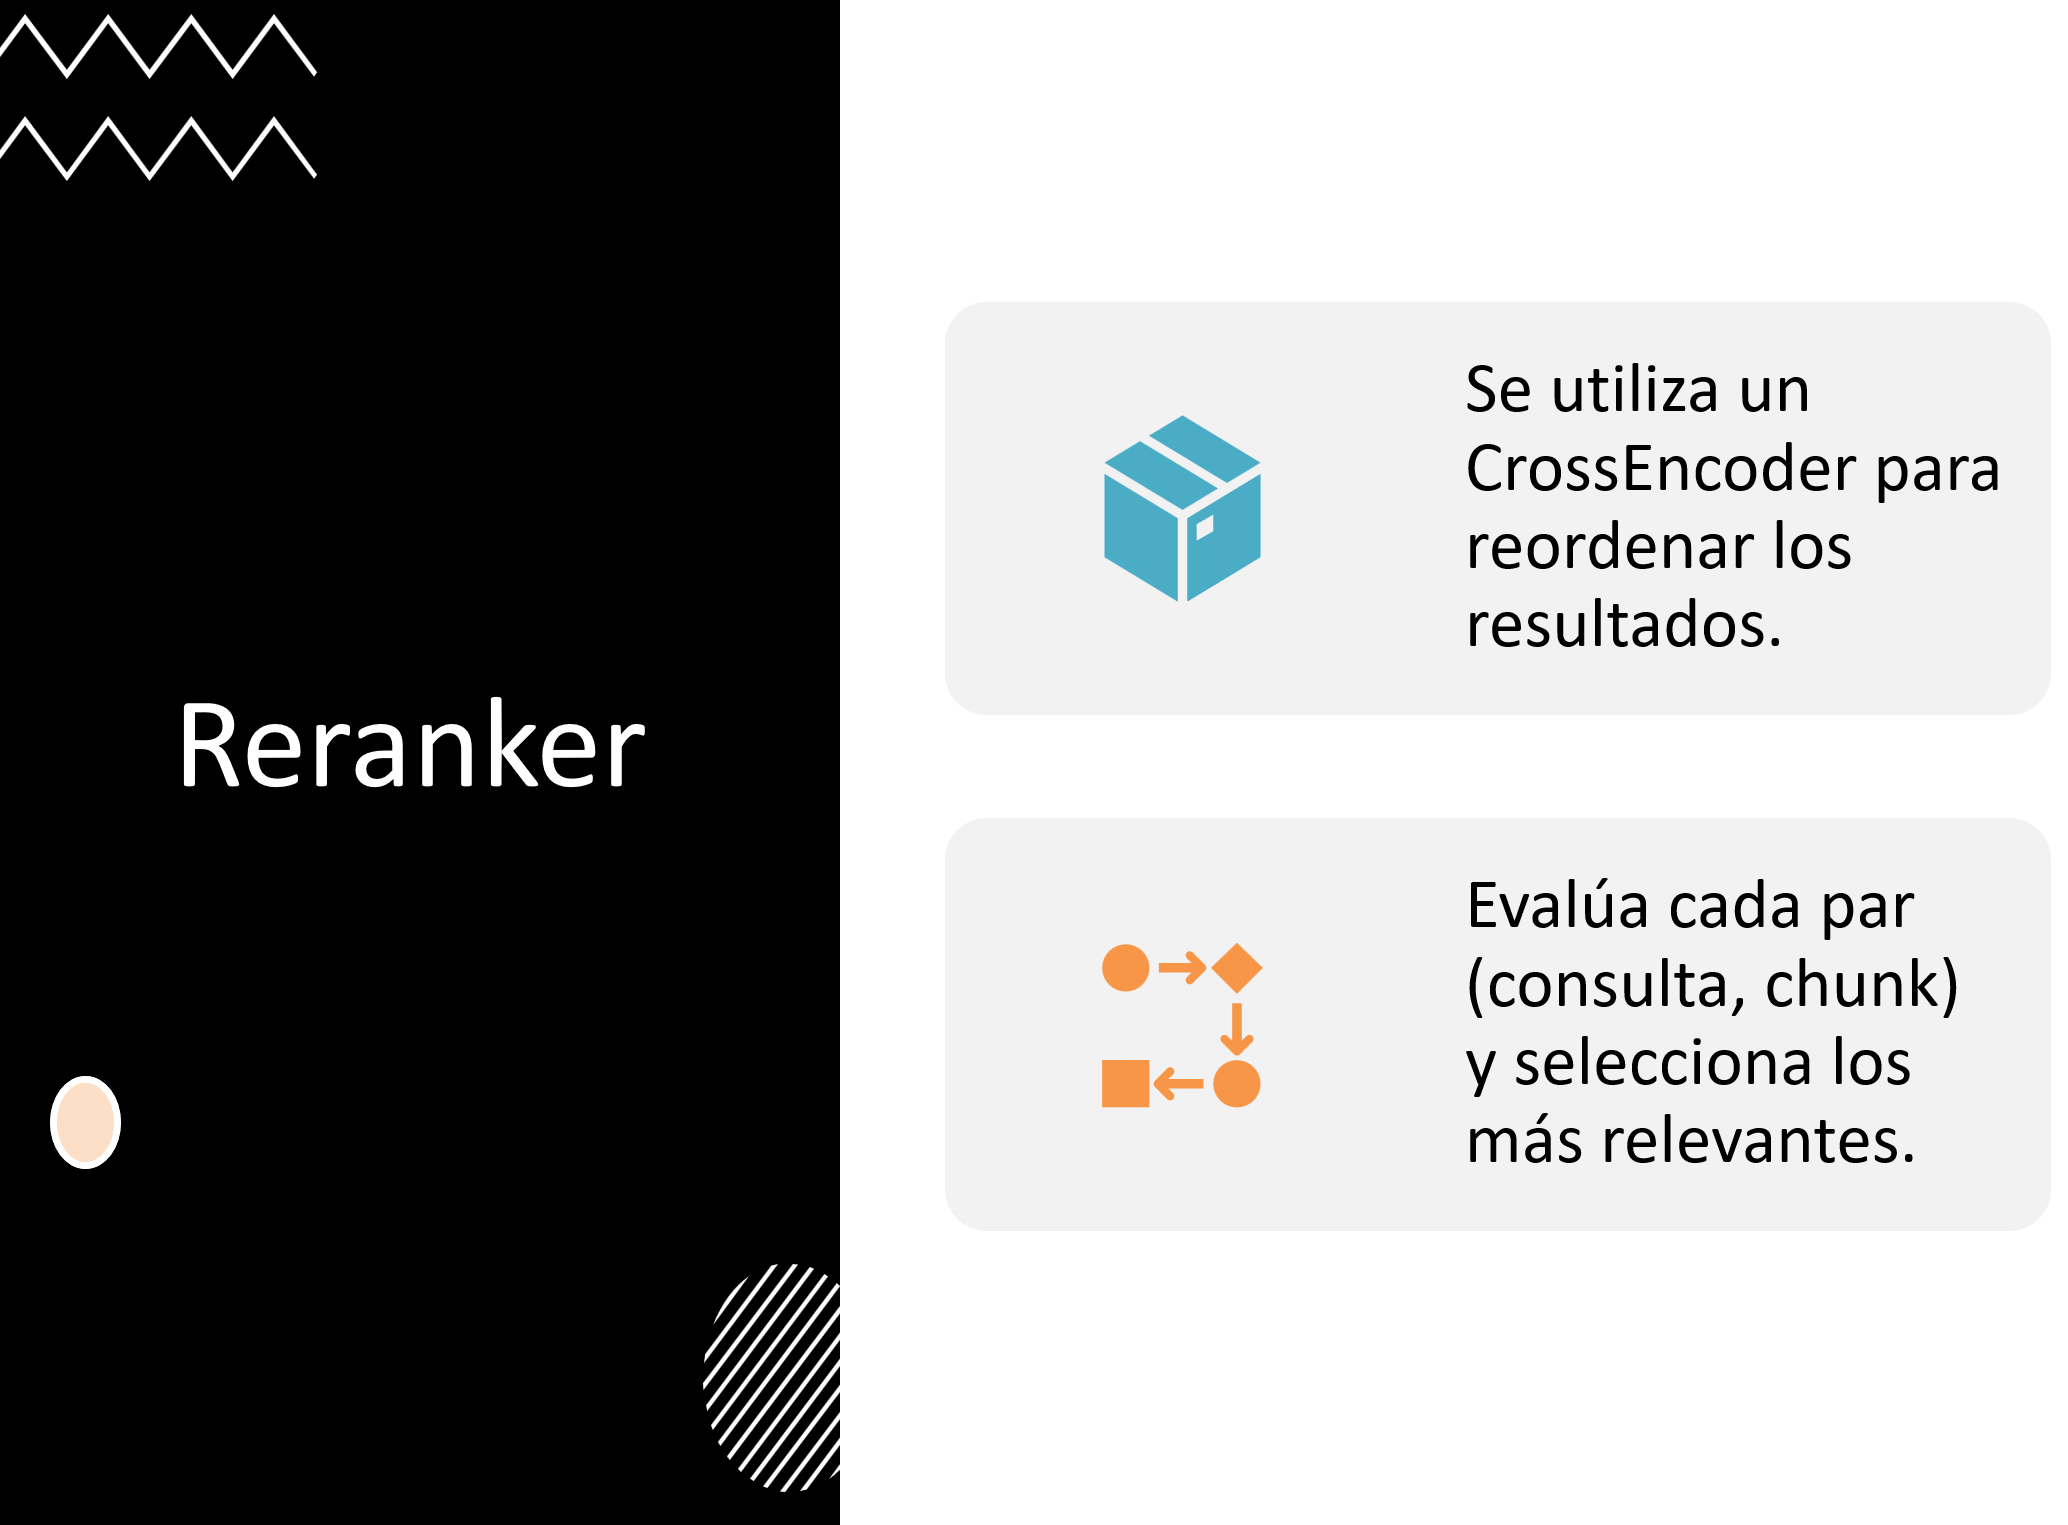 Reranker
Se utiliza un
CrossEncoder para
reordenar los
resultados.
Evalúa cada par
(consulta, chunk)
y selecciona los
más relevantes.